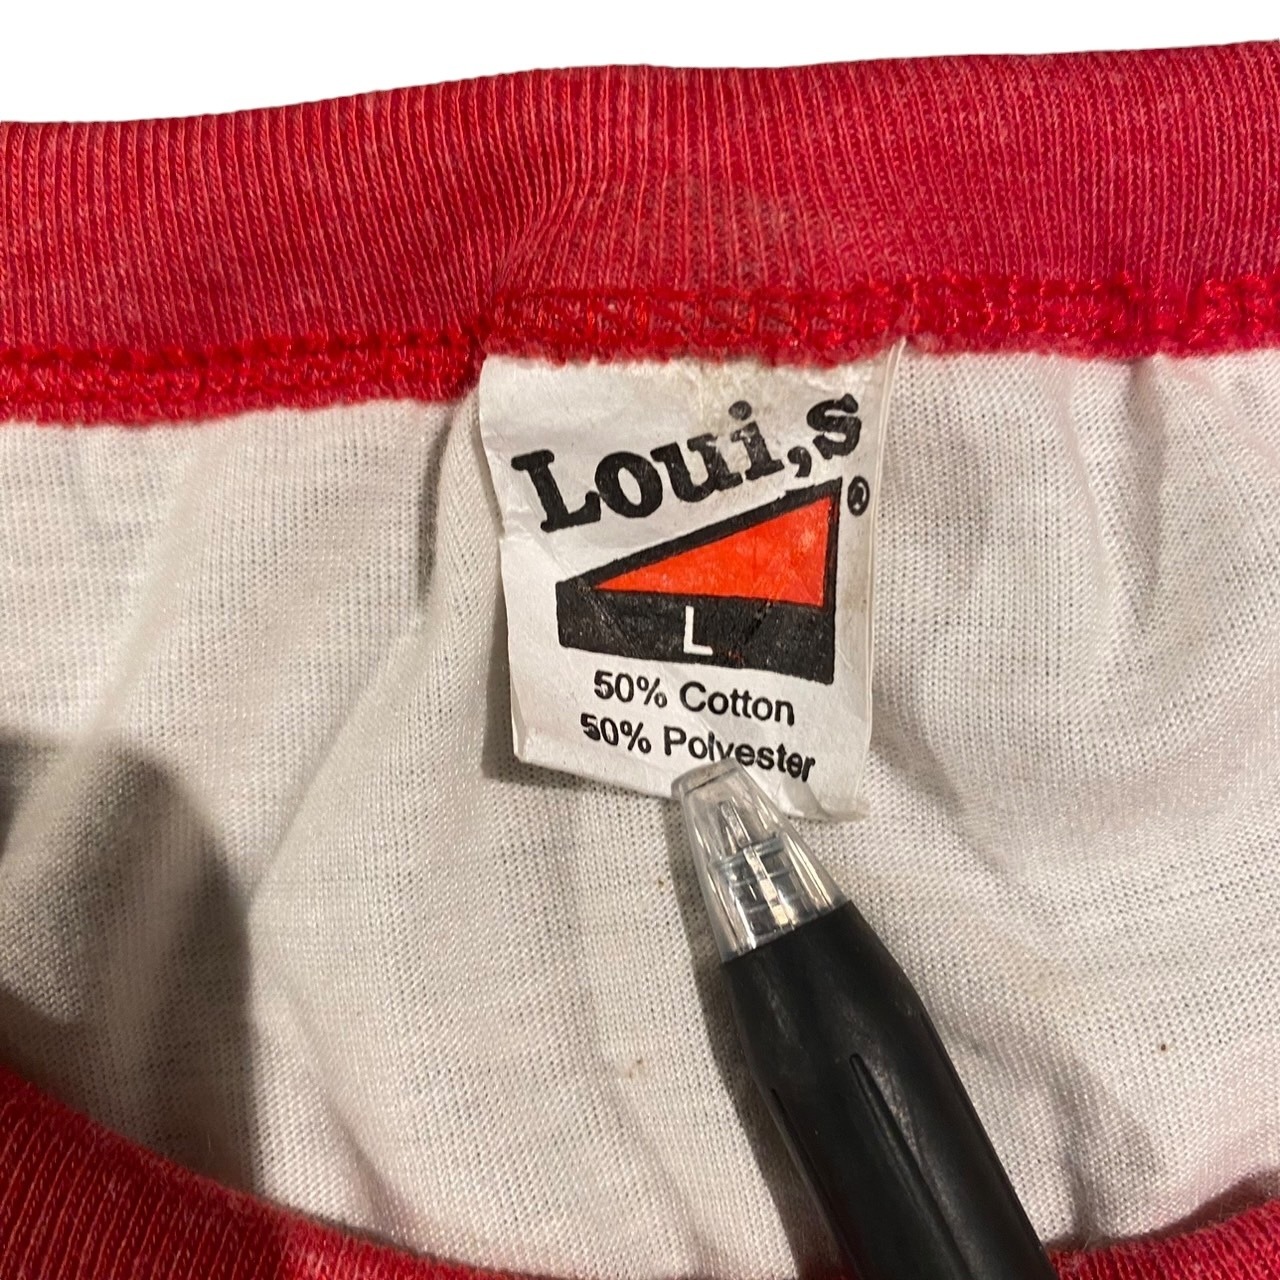 Loui,s
®
L
50% Cotton
50% Polyester